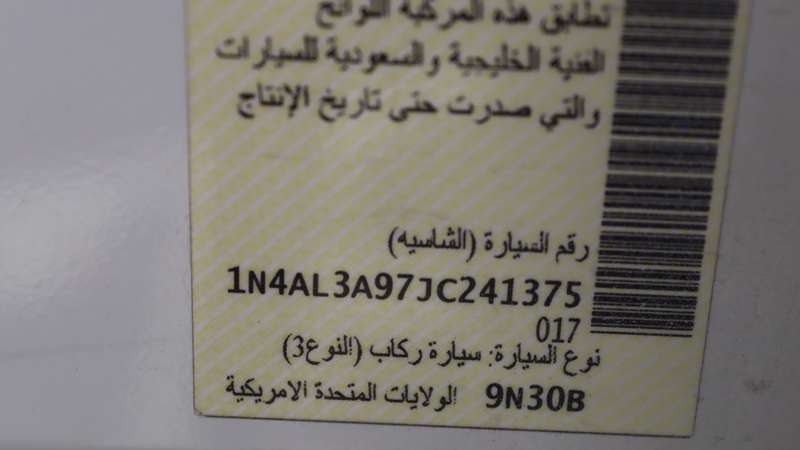 تطابق هذه المركبة اللوائح
الفنية الخليجية والسعودية للسيارات
والتي صدرت حتى تاريخ الإنتاج
رقم السيارة (الشاسيه)
1N4AL3A97JC241375
017
نوع السيارة: سيارة ركاب (النوع3)
9N30B الولايات المتحدة الامريكية